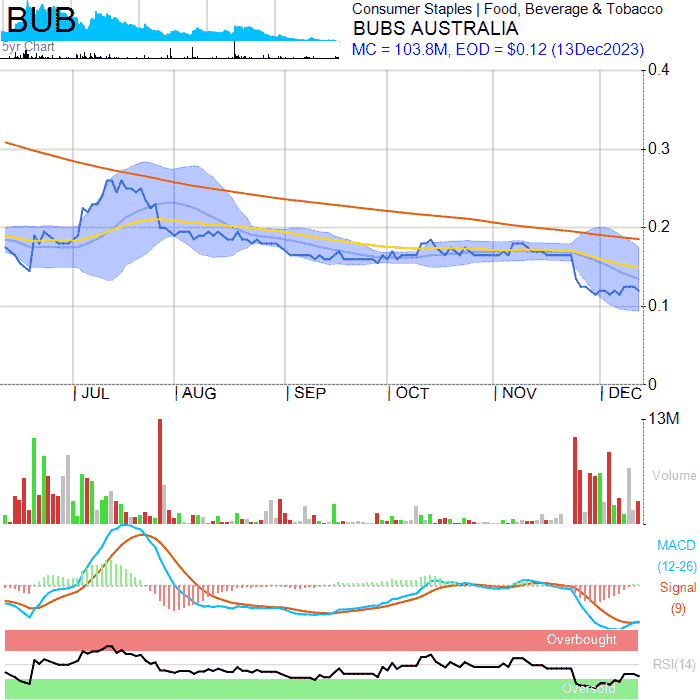 BUB
5yr Chart
Consumer Staples | Food, Beverage & Tobacco
BUBS AUSTRALIA
MC = 103.8M, EOD = $0.12 (13Dec2023)
0.4
0.3
0.2
0.1
0
| JUL | AUG | SEP | OCT | NOV | DEC
13M
Volume
MACD
(12-26)
Signal
(9)
Overbought
RSI(14)
Oversold